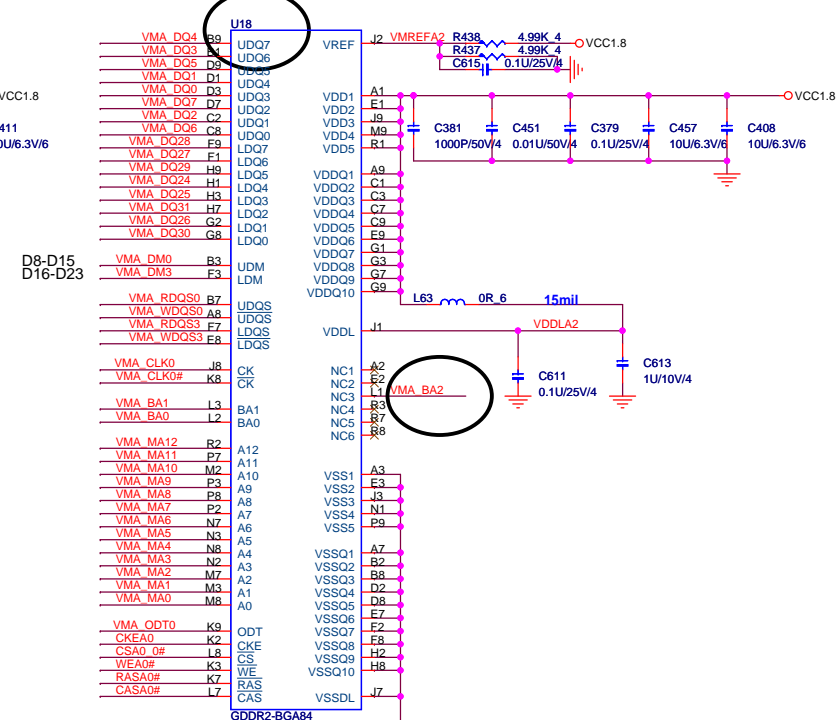 U18
VMA_DQ4 B9 UDQ7 VREF J2 VMREFA2 R438 4.99K_4 VCC1.8
VMA_DQ3 B1 UDQ6 R437 4.99K_4
VMA_DQ5 D9 UDQ5 C615 0.1U/25V/4
VMA_DQ1 D1 UDQ4
VCC1.8 VMA_DQ0 D3 UDQ3 VDD1 A1 VCC1.8
VMA_DQ7 D7 UDQ2 VDD2 E1
VMA_DQ2 C2 UDQ1 VDD3 J9
411 VMA_DQ6 C8 UDQ0 VDD4 M9 C381 C451 C379 C457 C408
0U/6.3V/6 VMA_DQ28 F9 LDQ7 VDD5 R1 1000P/50V/4 0.01U/50V/4 0.1U/25V/4 10U/6.3V/6 10U/6.3V/6
VMA_DQ27 F1 LDQ6
VMA_DQ29 H9 LDQ5 VDDQ1 A9
VMA_DQ24 H1 LDQ4 VDDQ2 C1
VMA_DQ25 H3 LDQ3 VDDQ3 C3
VMA_DQ31 H7 LDQ2 VDDQ4 C7
VMA_DQ26 G2 LDQ1 VDDQ5 C9
VMA_DQ30 G8 LDQ0 VDDQ6 E9
VDDQ7 G1
D8-D15 VMA_DM0 B3 UDM VDDQ8 G3
D16-D23 VMA_DM3 F3 LDM VDDQ9 G7
VDDQ10 G9
VMA_RDQS0 B7 UDQS L63 0R_6 15mil
VMA_WDQS0 A8 UDQS
VMA_RDQS3 F7 LDQS VDDL J1 VDDLA2
VMA_WDQS3 E8 LDQS
VMA_CLK0 J8 CK NC1 A2 C613
VMA_CLK0# K8 CK NC2 E2 C611 1U/10V/4
NC3 L1 VMA_BA2 0.1U/25V/4
VMA_BA1 L3 BA1 NC4 R3
VMA_BA0 L2 BA0 NC5 R7
NC6 R8
VMA_MA12 R2 A12
VMA_MA11 P7 A11
VMA_MA10 M2 A10 VSS1 A3
VMA_MA9 P3 A9 VSS2 E3
VMA_MA8 P8 A8 VSS3 J3
VMA_MA7 P2 A7 VSS4 N1
VMA_MA6 N7 A6 VSS5 P9
VMA_MA5 N3 A5
VMA_MA4 N8 A4 VSSQ1 A7
VMA_MA3 N2 A3 VSSQ2 B2
VMA_MA2 M7 A2 VSSQ3 B8
VMA_MA1 M3 A1 VSSQ4 D2
VMA_MA0 M8 A0 VSSQ5 D8
VSSQ6 E7
VMA_ODT0 K9 ODT VSSQ7 F2
CKEA0 K2 CKE VSSQ8 F8
CSA0_0# L8 CS VSSQ9 H2
WEA0# K3 WE VSSQ10 H8
RASA0# K7 RAS
CASA0# L7 CAS VSSDL J7
GDDR2-BGA84